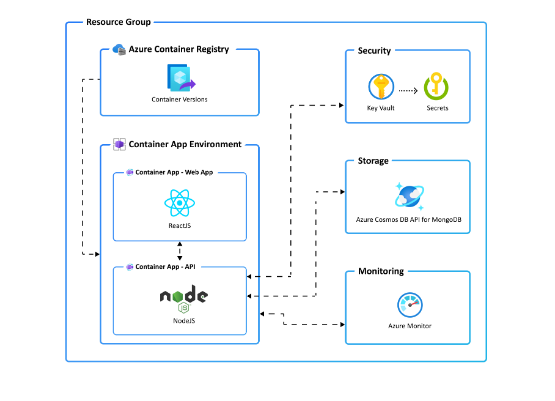 Resource Group
Azure Container Registry
Container Versions
Container App Environment
Container App - Web App
ReactJS
Container App - API
node
NodeJS
Security
Key Vault
Secrets
Storage
Azure Cosmos DB API for MongoDB
Monitoring
Azure Monitor